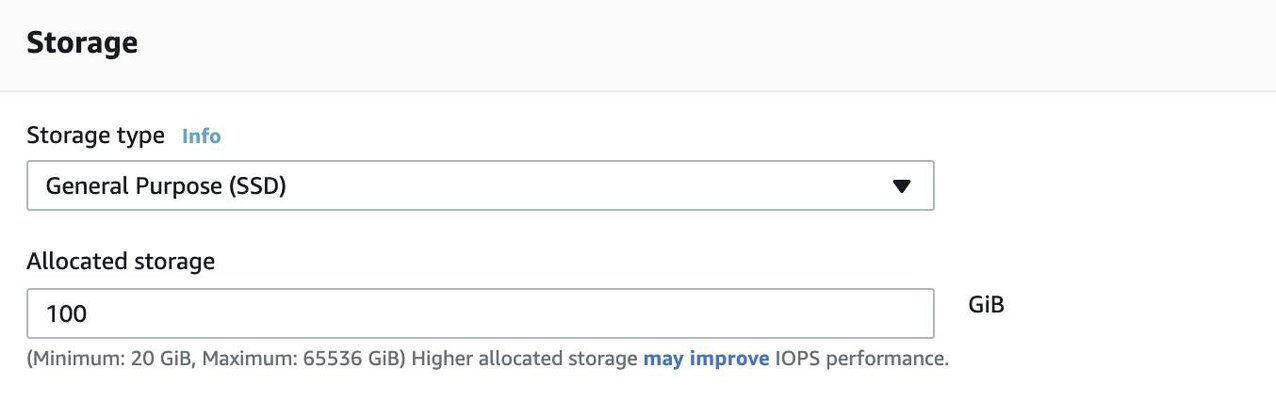 Storage
Storage type Info
General Purpose (SSD)
Allocated storage
100
GiB
(Minimum: 20 GiB, Maximum: 65536 GiB) Higher allocated storage may improve IOPS performance.